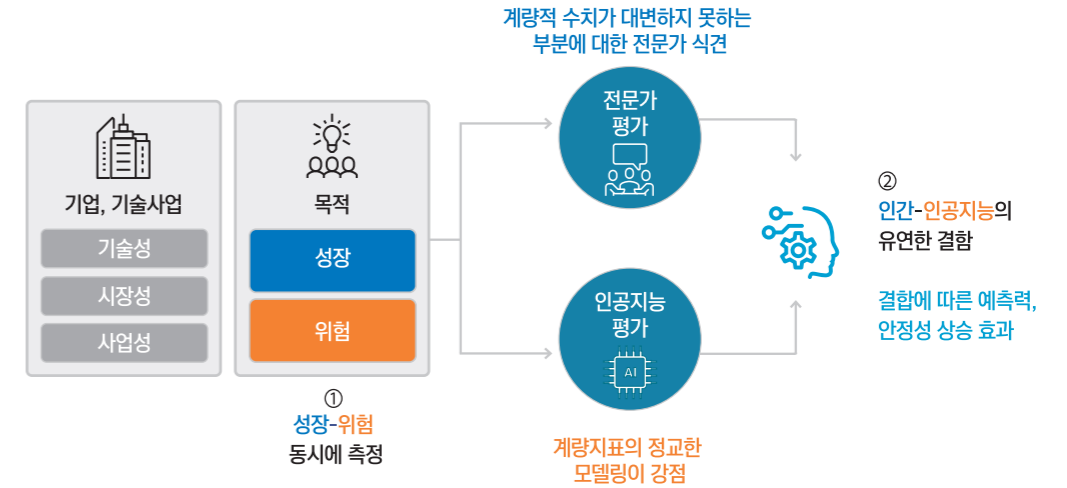 기업, 기술사업
기술성
시장성
사업성
목적
성장
위험
①
성장-위험
동시에 측정
계량적 수치가 대변하지 못하는
부분에 대한 전문가 식견
전문가
평가
인공지능
평가
AI
계량지표의 정교한
모델링이 강점
②
인간-인공지능의
유연한 결함
결합에 따른 예측력,
안정성 상승 효과